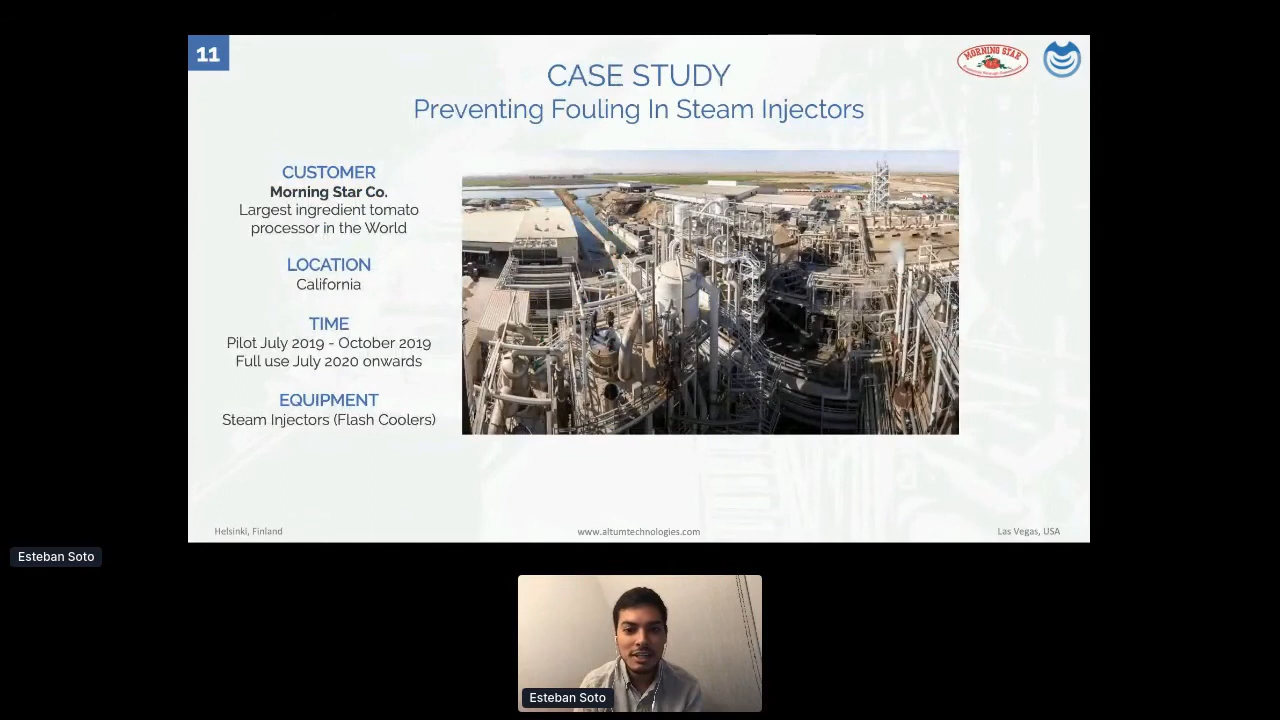 11
MORNING STAR
CASE STUDY
Preventing Fouling In Steam Injectors
CUSTOMER
Morning Star Co.
Largest ingredient tomato
processor in the World
LOCATION
California
TIME
Pilot July 2019 - October 2019
Full use July 2020 onwards
EQUIPMENT
Steam Injectors (Flash Coolers)
Helsinki, Finland
www.altumtechnologies.com
Las Vegas, USA
Esteban Soto
Esteban Soto